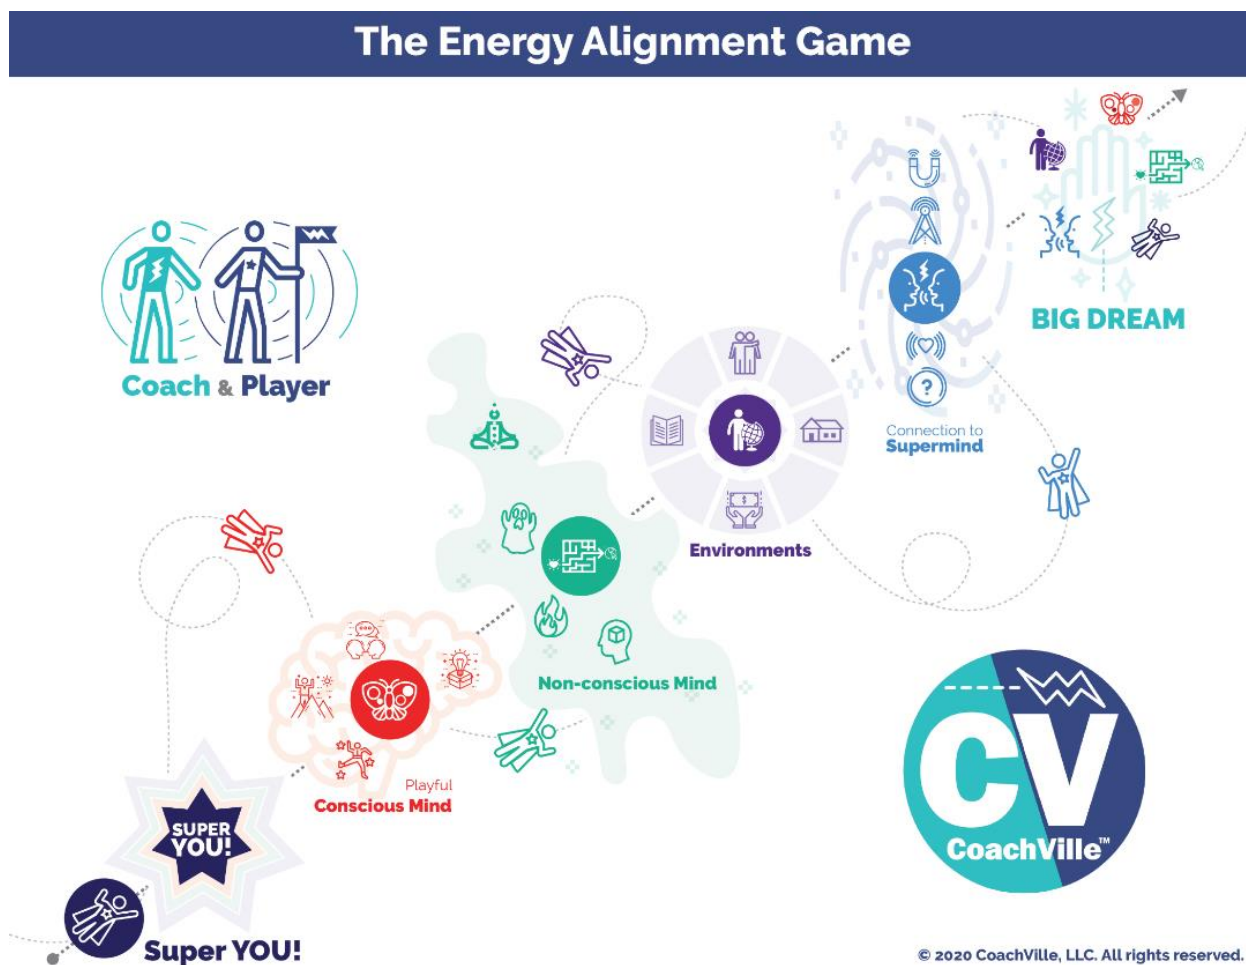 The Energy Alignment Game
BIG DREAM
Coach & Player
Connection to
Supermind
?
$
Environments
Non-conscious Mind
Playful
Conscious Mind
SUPER
YOU!
Super YOU!
CV
CoachVille™
© 2020 CoachVille, LLC. All rights reserved.